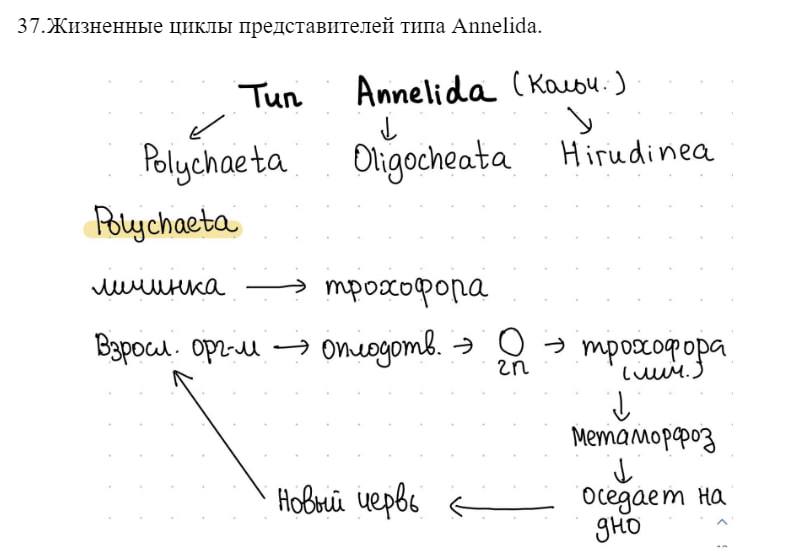 37.Жизненные циклы представителей типа Annelida.
Тип Annelida (Кольч.)
Polychaeta Oligocheata Hirudinea
Polychaeta
личинка → трохофора
Взросл. орг-м → оплодотв. → O → трохофора
2n (лич.)
↓
метаморфоз
↓
Новый червь ← оседает на
дно